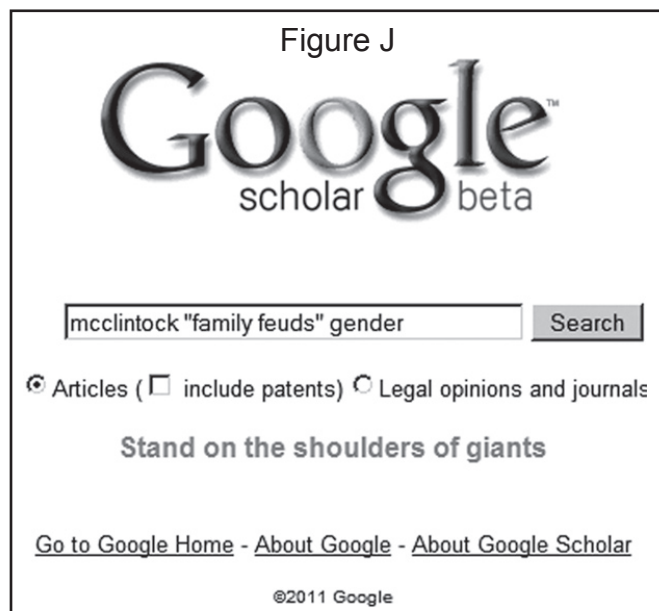 Figure J
Google™
scholar beta
mcclintock "family feuds" gender Search
Articles ( include patents) Legal opinions and journals
Stand on the shoulders of giants
Go to Google Home - About Google - About Google Scholar
©2011 Google